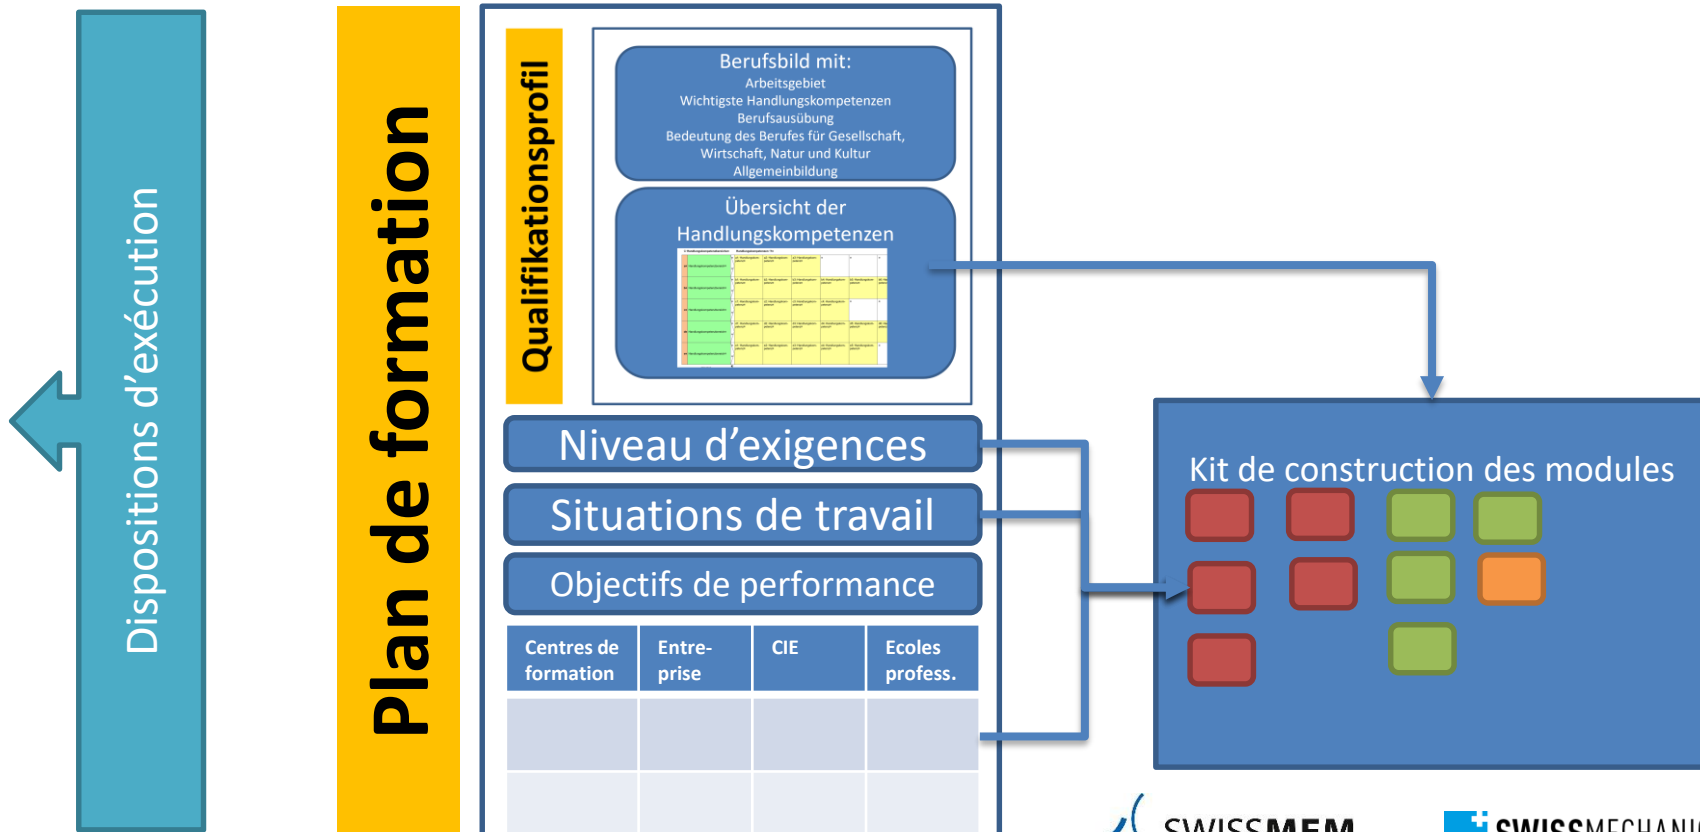 Dispositions d'exécution
Plan de formation
Qualifikationsprofil
Berufsbild mit:
Arbeitsgebiet
Wichtigste Handlungskompetenzen
Berufsausübung
Bedeutung des Berufes für Gesellschaft,
Wirtschaft, Natur und Kultur
Allgemeinbildung
Übersicht der
Handlungskompetenzen
Niveau d'exigences
Situations de travail
Objectifs de performance
Centres de formation
Entre-prise
CIE
Ecoles profess.
Kit de construction des modules
SWISSMEM
SWISSMECHANIC